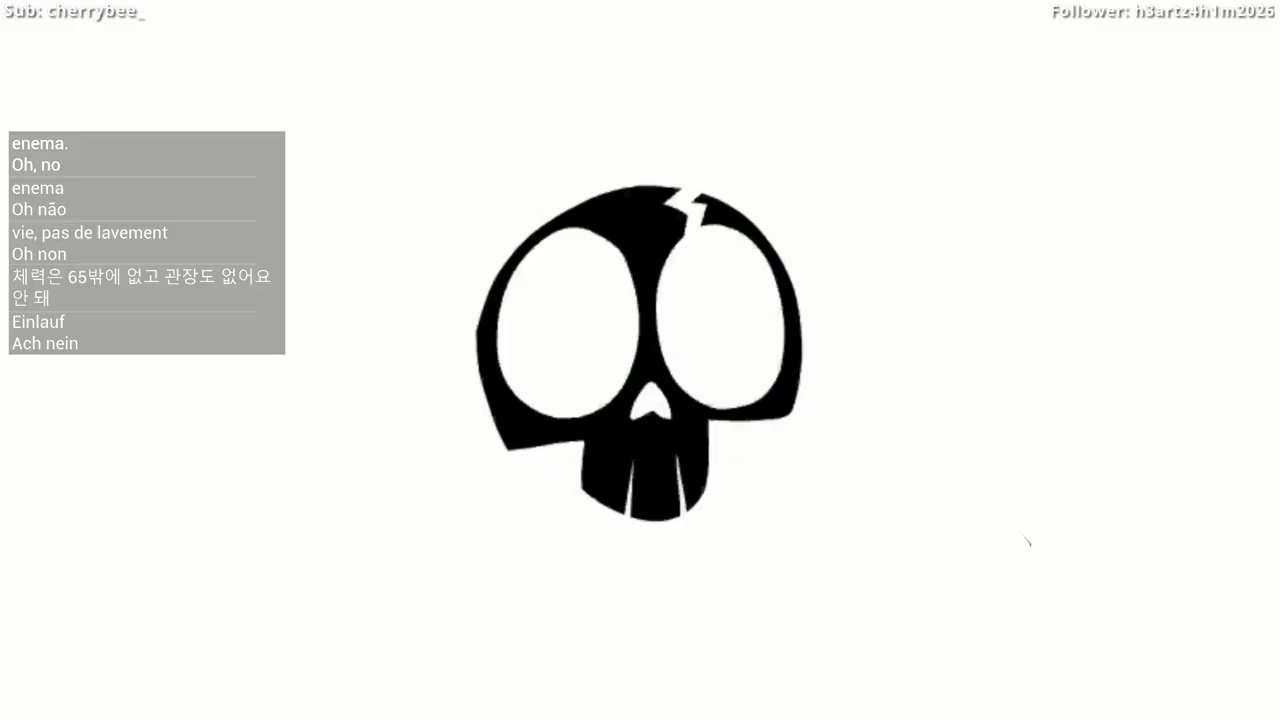 Sub: cherrybee_
Follower: h3artz4h1m2026
enema.
Oh, no
enema
Oh não
vie, pas de lavement
Oh non
체력은 65밖에 없고 관장도 없어요
안 돼
Einlauf
Ach nein